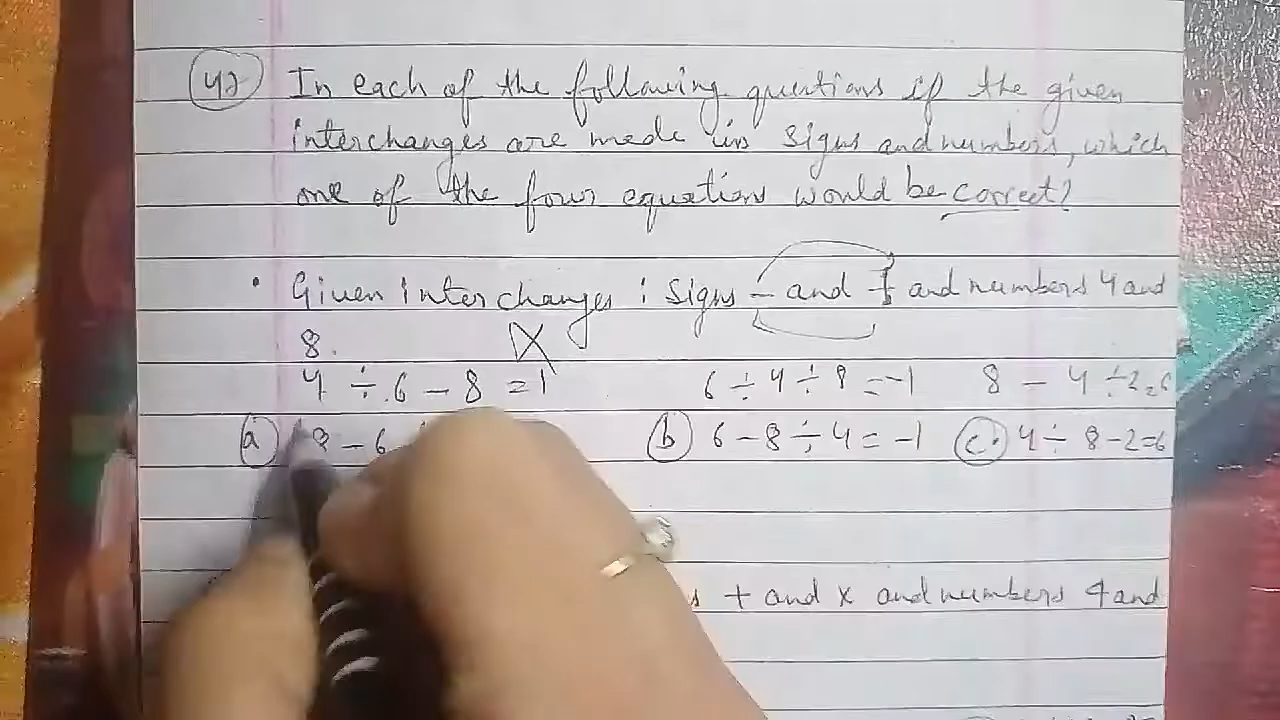 42 In each of the following questions if the given
interchanges are made in signs and numbers, which
one of the four equations would be correct?
• Given interchanges : Signs - and ÷ and numbers 4 and
8.
4 ÷ 6 - 8 = 1 6 ÷ 4 ÷ 8 = -1 8 - 4 ÷ 2 = 6
(a) 8 - 6 (b) 6 - 8 ÷ 4 = -1 (c) 4 ÷ 8 - 2 = 6
+ and x and numbers 4 and